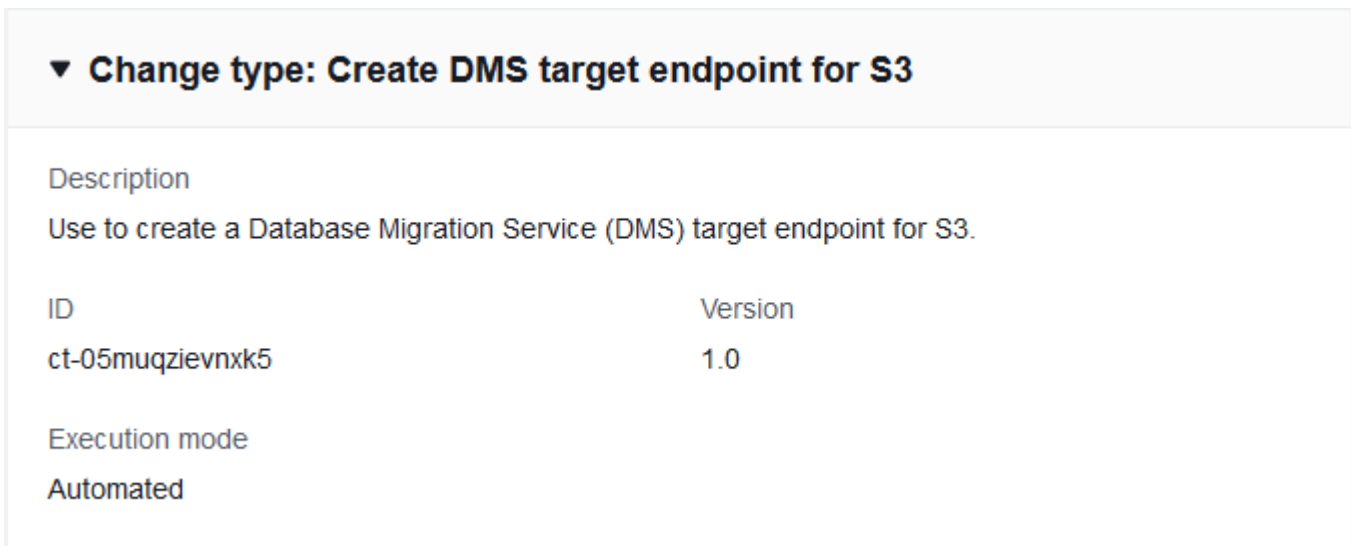 ▼ Change type: Create DMS target endpoint for S3
Description
Use to create a Database Migration Service (DMS) target endpoint for S3.
ID
Version
ct-05muqzievnxk5
1.0
Execution mode
Automated